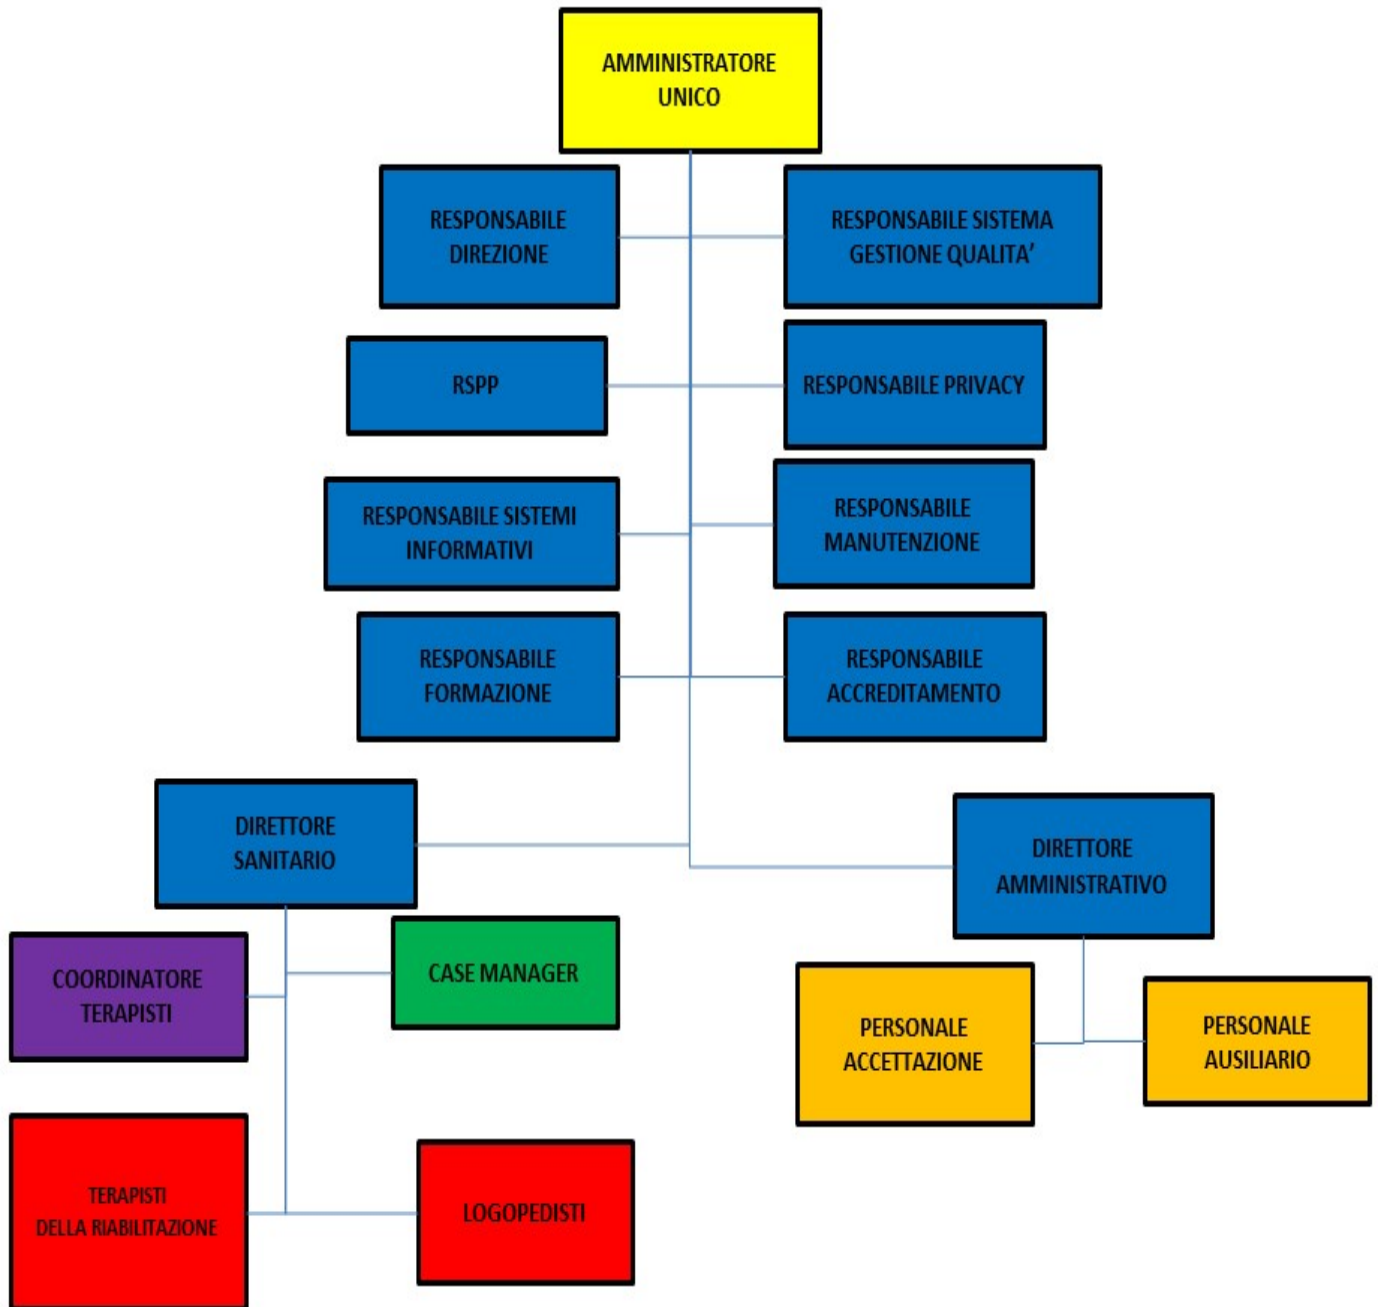 AMMINISTRATORE
UNICO
RESPONSABILE
DIREZIONE
RESPONSABILE SISTEMA
GESTIONE QUALITA’
RSPP
RESPONSABILE PRIVACY
RESPONSABILE SISTEMI
INFORMATIVI
RESPONSABILE
MANUTENZIONE
RESPONSABILE
FORMAZIONE
RESPONSABILE
ACCREDITAMENTO
DIRETTORE
SANITARIO
DIRETTORE
AMMINISTRATIVO
COORDINATORE
TERAPISTI
CASE MANAGER
PERSONALE
ACCETTAZIONE
PERSONALE
AUSILIARIO
TERAPISTI
DELLA RIABILITAZIONE
LOGOPEDISTI